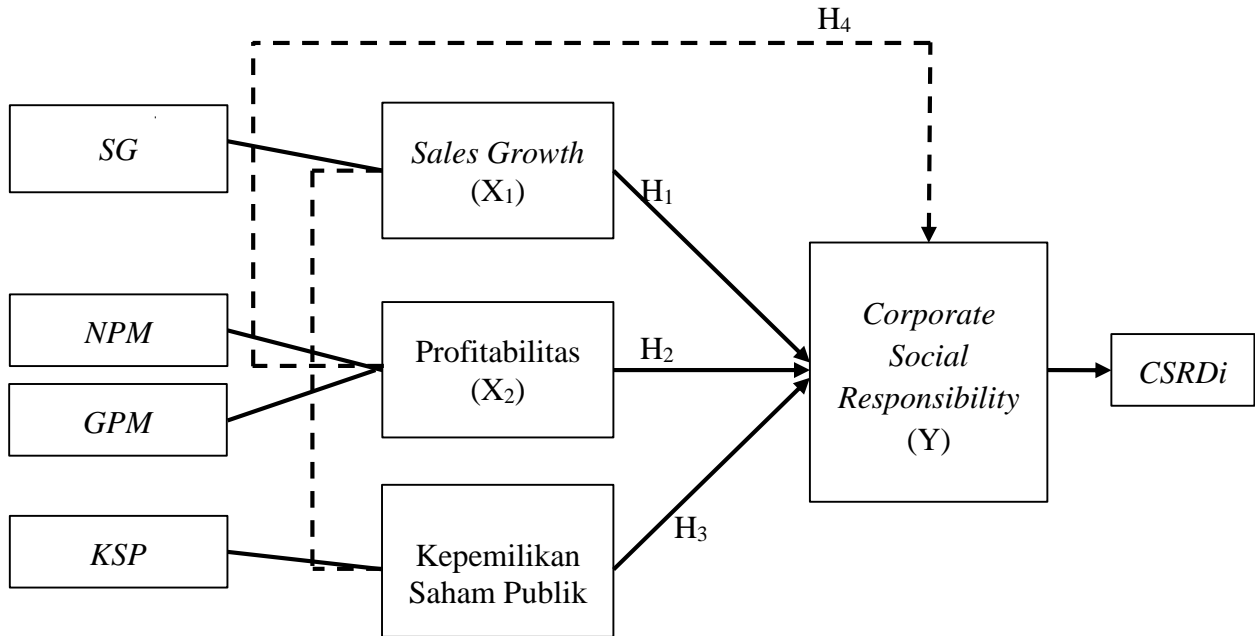 H₄
SG
Sales Growth
(X₁)
H₁
NPM
GPM
Profitabilitas
(X₂)
H₂
Corporate
Social
Responsibility
(Y)
CSRDi
KSP
Kepemilikan
Saham Publik
H₃